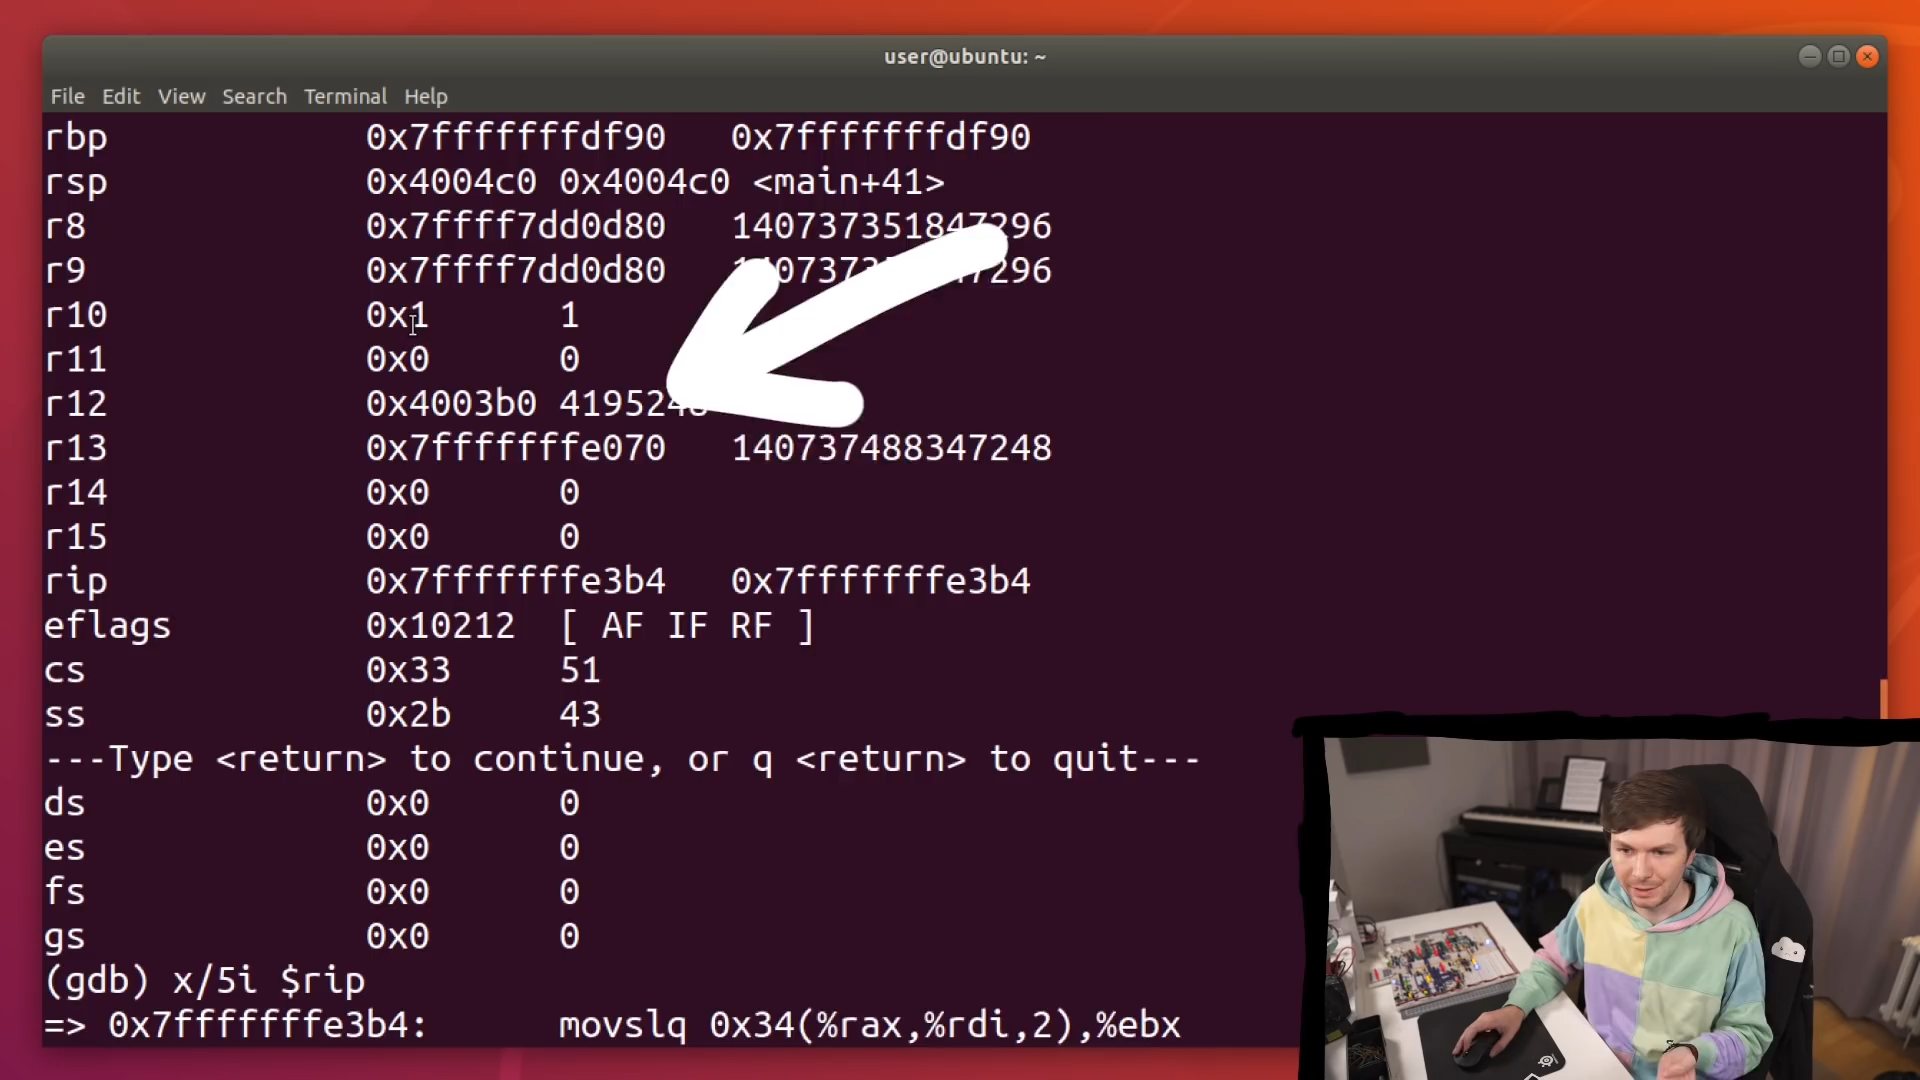 user@ubuntu: ~
File Edit View Search Terminal Help
rbp 0x7fffffffdf90 0x7fffffffdf90
rsp 0x4004c0 0x4004c0 <main+41>
r8 0x7ffff7dd0d80 140737351847296
r9 0x7ffff7dd0d80
r10 0x1 1
r11 0x0 0
r12 0x4003b0
r13 0x7fffffffe070 140737488347248
r14 0x0 0
r15 0x0 0
rip 0x7fffffffe3b4 0x7fffffffe3b4
eflags 0x10212 [ AF IF RF ]
cs 0x33 51
ss 0x2b 43
---Type <return> to continue, or q <return> to quit---
ds 0x0 0
es 0x0 0
fs 0x0 0
gs 0x0 0
(gdb) x/5i $rip
=> 0x7fffffffe3b4: movslq 0x34(%rax,%rdi,2),%ebx